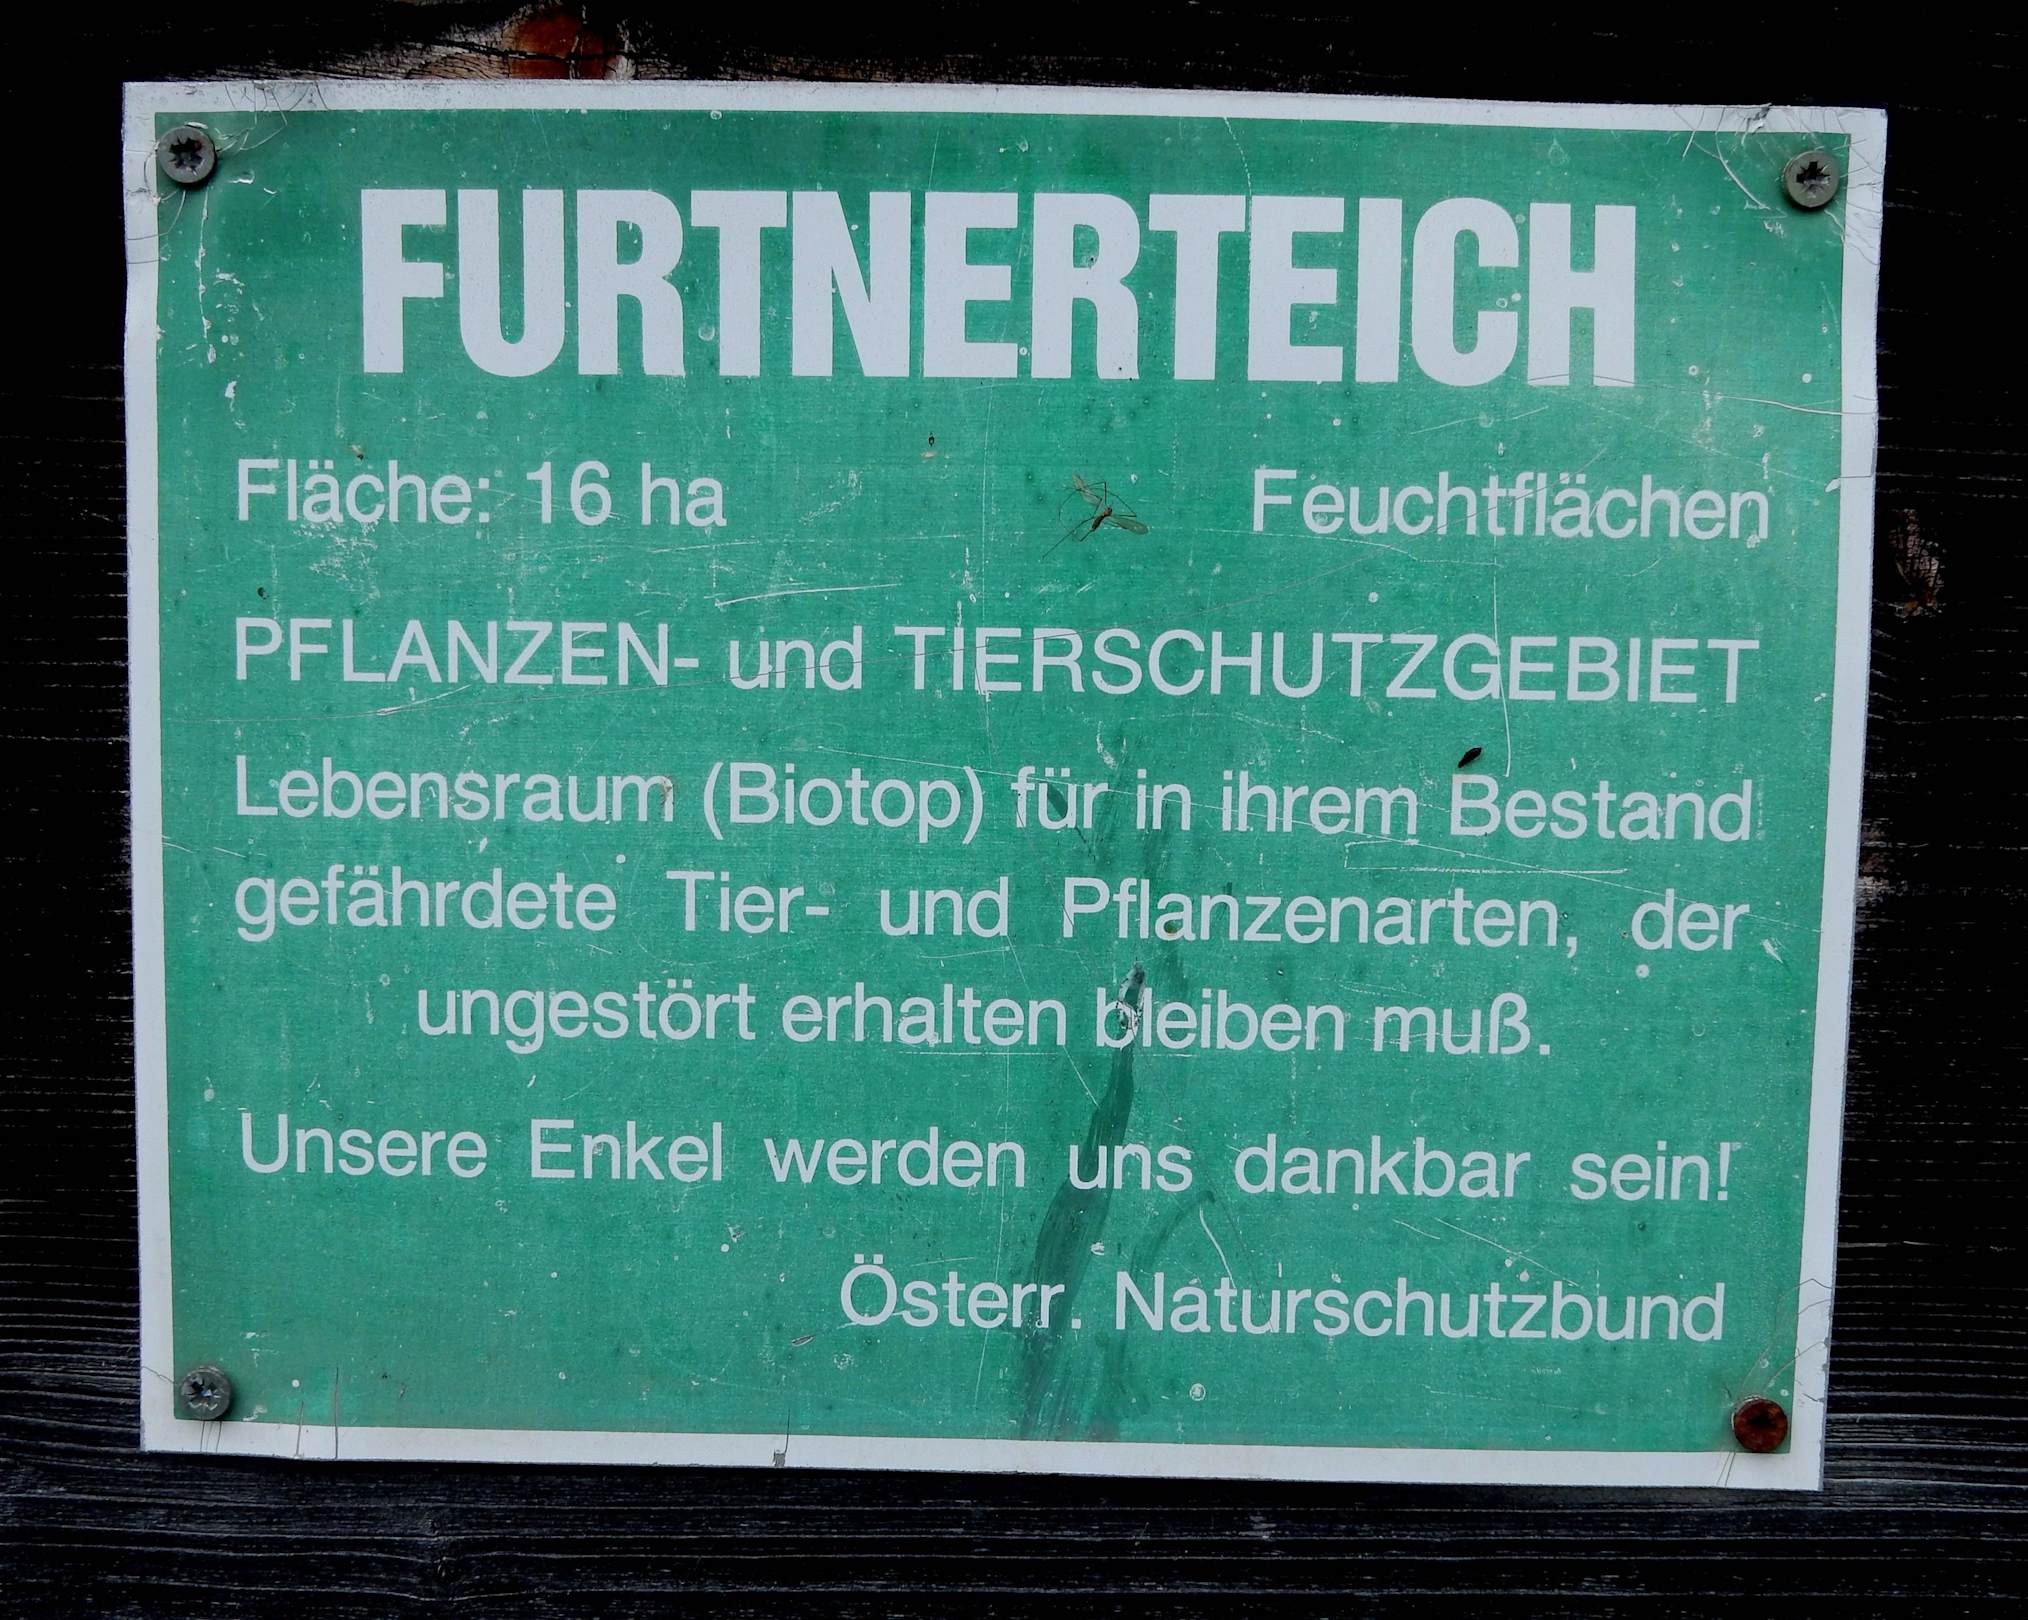 FURTNERTEICH
Fläche: 16 ha Feuchtflächen
PFLANZEN- und TIERSCHUTZGEBIET
Lebensraum (Biotop) für in ihrem Bestand
gefährdete Tier- und Pflanzenarten, der
ungestört erhalten bleiben muß.
Unsere Enkel werden uns dankbar sein!
Österr. Naturschutzbund